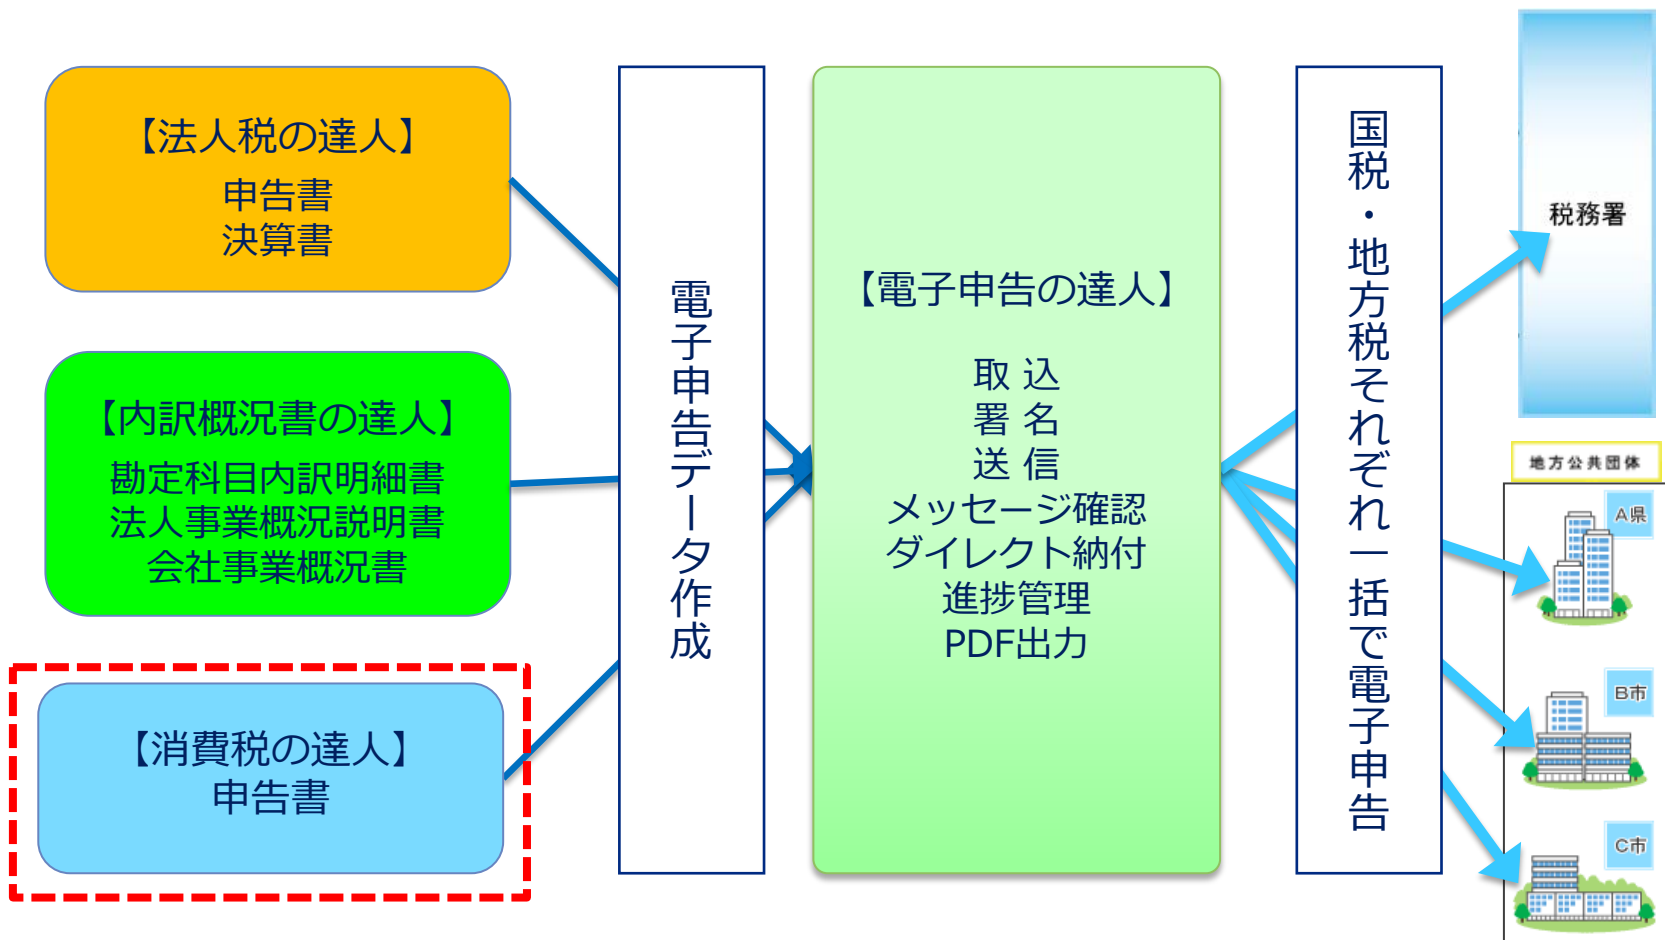 【法人税の達人】
申告書
決算書
【内訳概況書の達人】
勘定科目内訳明細書
法人事業概況説明書
会社事業概況書
【消費税の達人】
申告書
電子申告データ作成
【電子申告の達人】
取 込
署 名
送 信
メッセージ確認
ダイレクト納付
進捗管理
PDF出力
国税・地方税それぞれ一括で電子申告
税務署
地方公共団体
A県
B市
C市